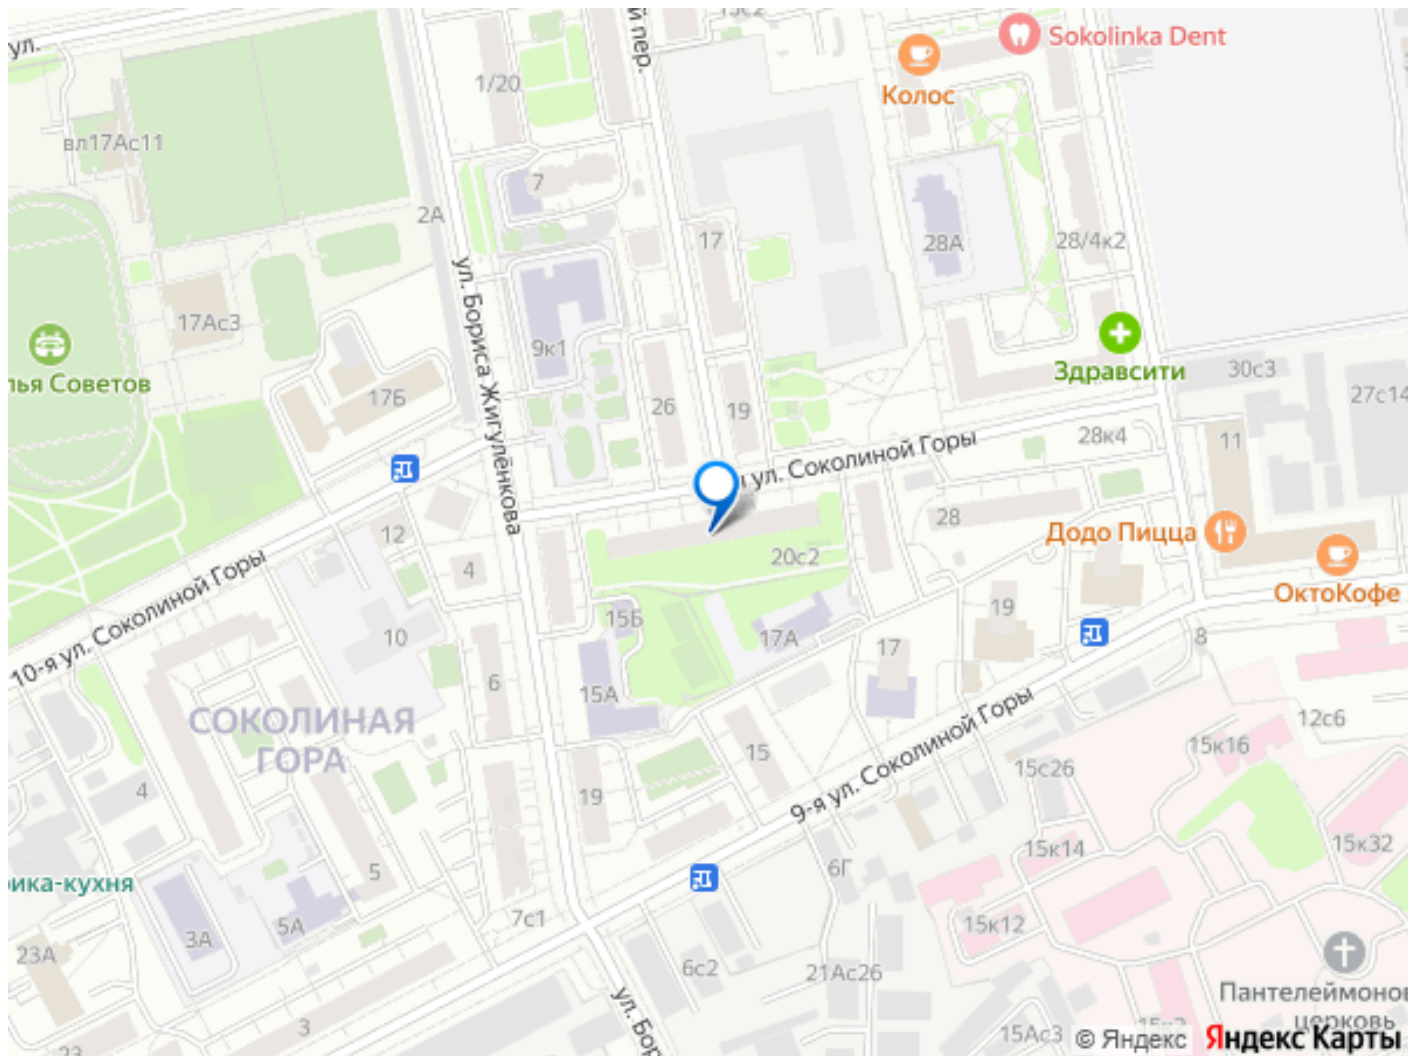 ул.
вл17Ас11
1/20
15с2
й пер.
Sokolinka Dent
Колос
7
2А
17
28А
28/4к2
17Ас3
лья Советов
ул. Бориса Жигулёнкова
9к1
17Б
26
19
Здравсити
30с3
27с14
28к4
11
ул. Соколиной Горы
28
Додо Пицца
ОктоКофе
12
4
20с2
10-я ул. Соколиной Горы
10
15Б
17А
19
17
8
6
15А
СОКОЛИНАЯ
ГОРА
9-я ул. Соколиной Горы
12с6
15к16
15
15с26
4
19
15к14
15к32
5
6Г
рика-кухня
7с1
5А
3А
15к12
23А
6с2
21Ас26
ул. Бор
Пантелеймонов
церковь
3
23
15Ас3
© Яндекс
Яндекс Карты